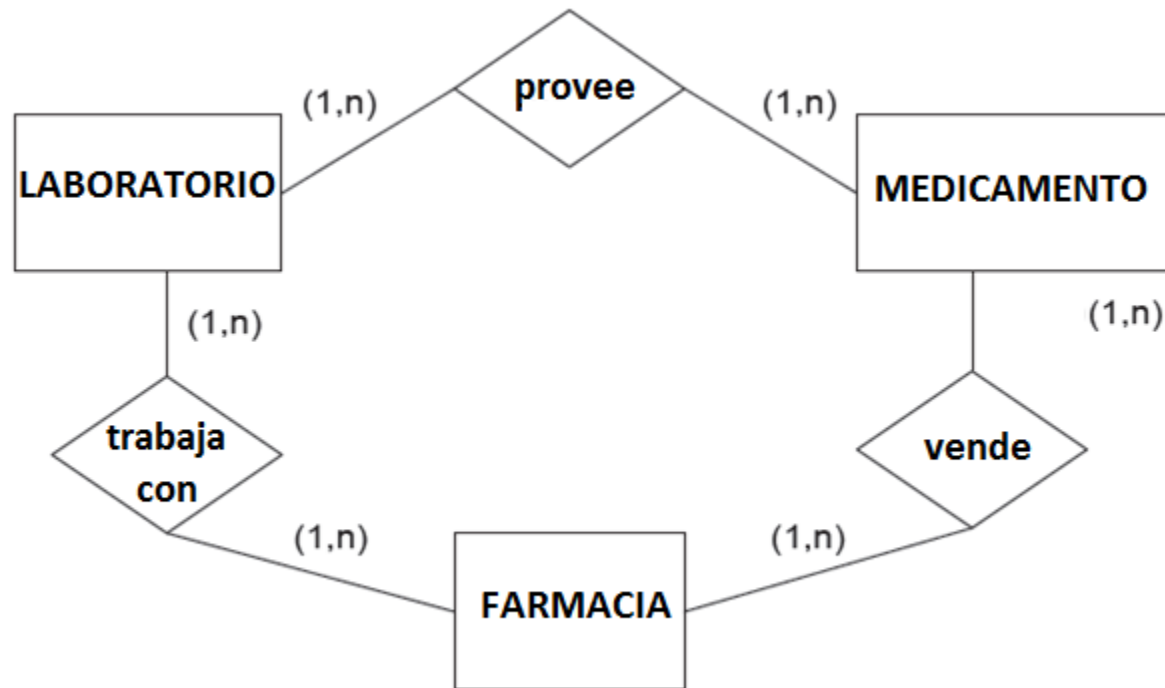 provee
(1,n)
(1,n)
LABORATORIO
MEDICAMENTO
(1,n)
(1,n)
trabaja
con
vende
(1,n)
(1,n)
FARMACIA